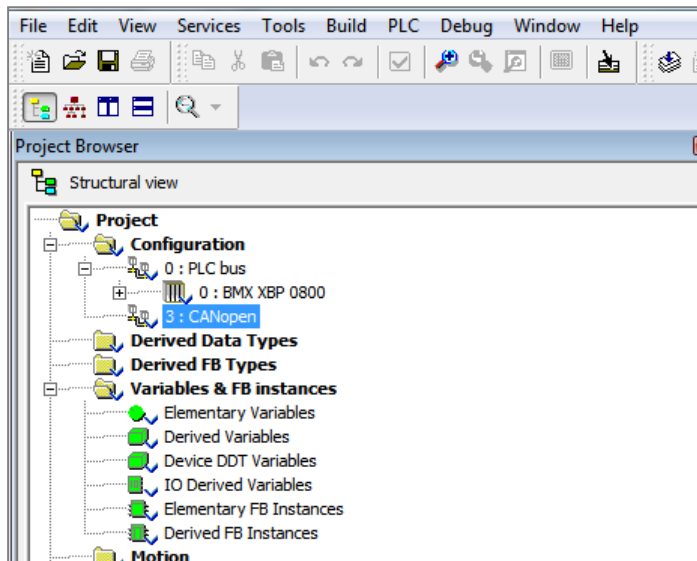 File Edit View Services Tools Build PLC Debug Window Help
Project Browser
Structural view
Project
Configuration
0 : PLC bus
0 : BMX XBP 0800
3 : CANopen
Derived Data Types
Derived FB Types
Variables & FB instances
Elementary Variables
Derived Variables
Device DDT Variables
IO Derived Variables
Elementary FB Instances
Derived FB Instances
Motion